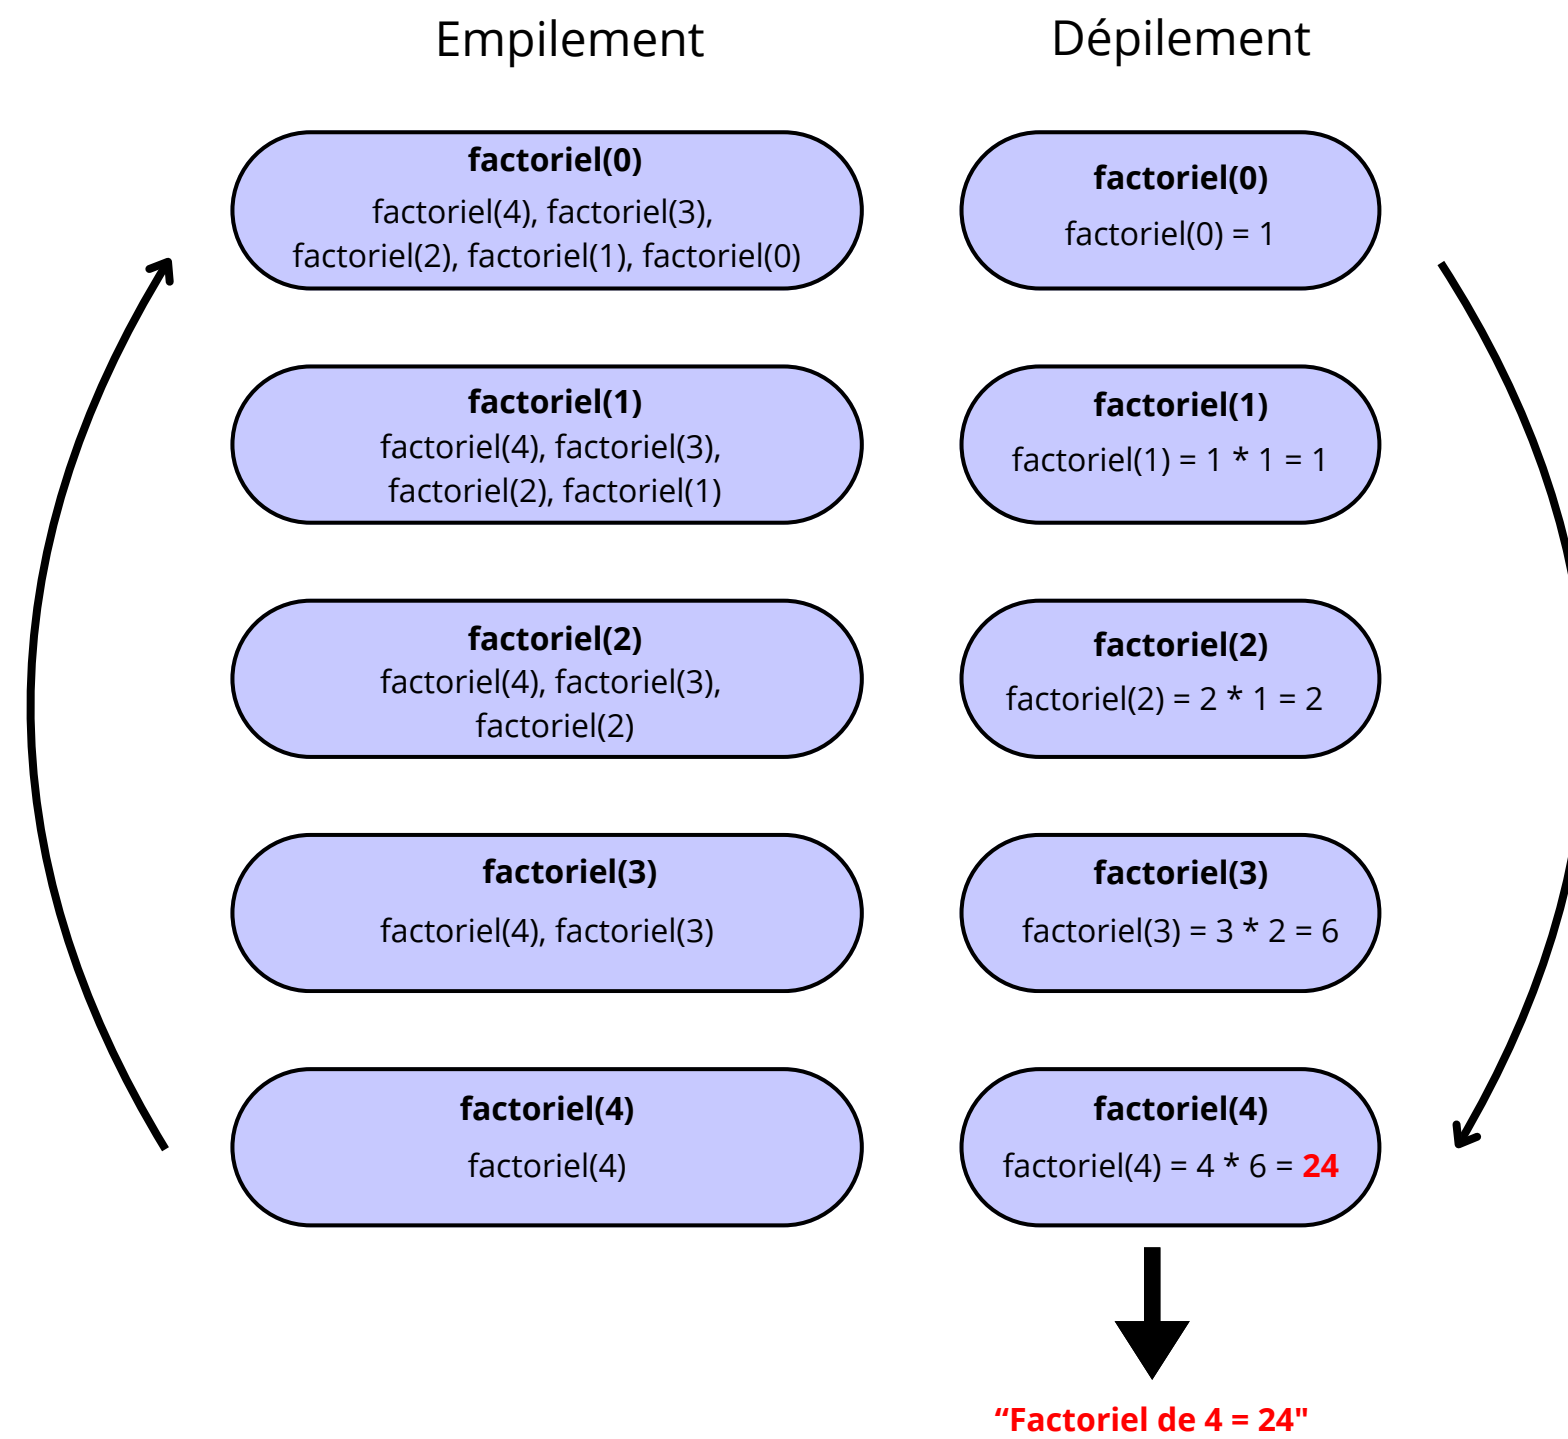 Empilement
factoriel(0)
factoriel(4), factoriel(3),
factoriel(2), factoriel(1), factoriel(0)
factoriel(1)
factoriel(4), factoriel(3),
factoriel(2), factoriel(1)
factoriel(2)
factoriel(4), factoriel(3),
factoriel(2)
factoriel(3)
factoriel(4), factoriel(3)
factoriel(4)
factoriel(4)
Dépilement
factoriel(0)
factoriel(0) = 1
factoriel(1)
factoriel(1) = 1 * 1 = 1
factoriel(2)
factoriel(2) = 2 * 1 = 2
factoriel(3)
factoriel(3) = 3 * 2 = 6
factoriel(4)
factoriel(4) = 4 * 6 = 24
“Factoriel de 4 = 24"